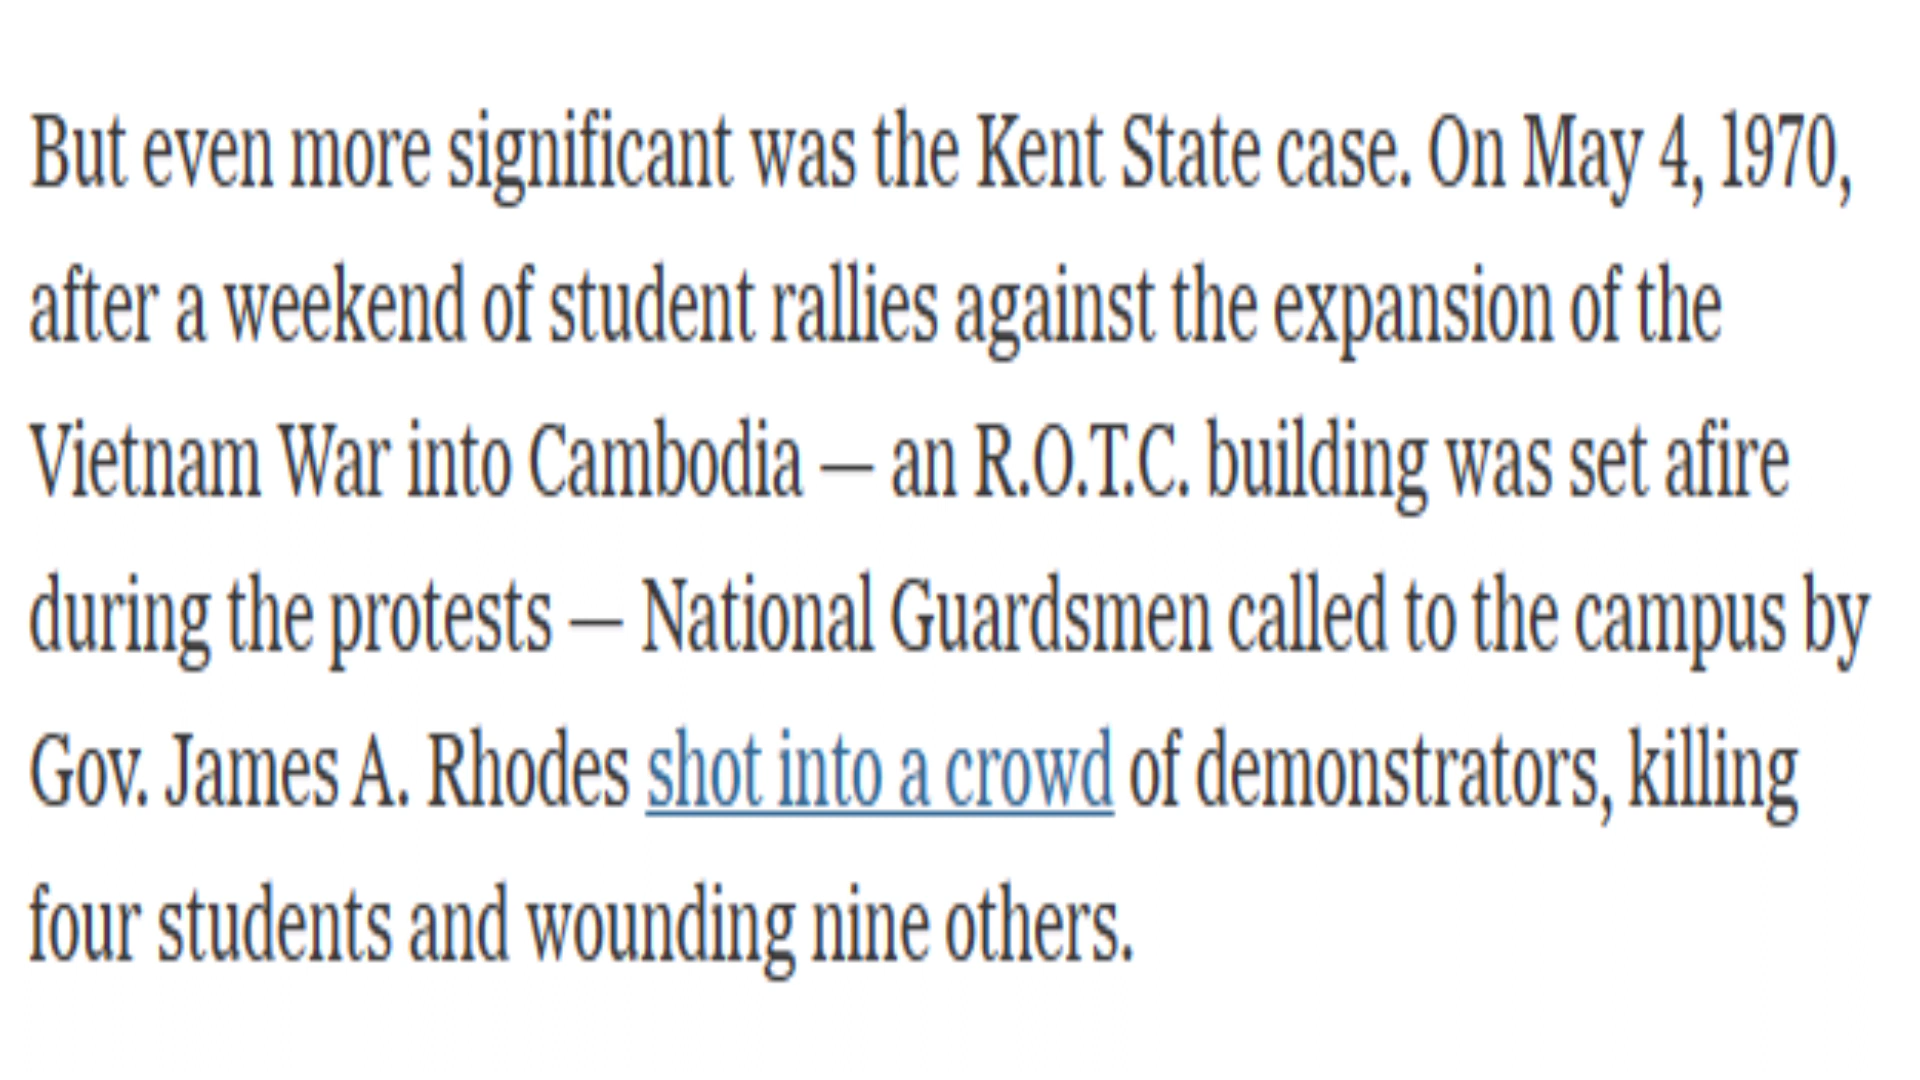 But even more significant was the Kent State case. On May 4, 1970,
after a weekend of student rallies against the expansion of the
Vietnam War into Cambodia — an R.O.T.C. building was set afire
during the protests — National Guardsmen called to the campus by
Gov. James A. Rhodes shot into a crowd of demonstrators, killing
four students and wounding nine others.